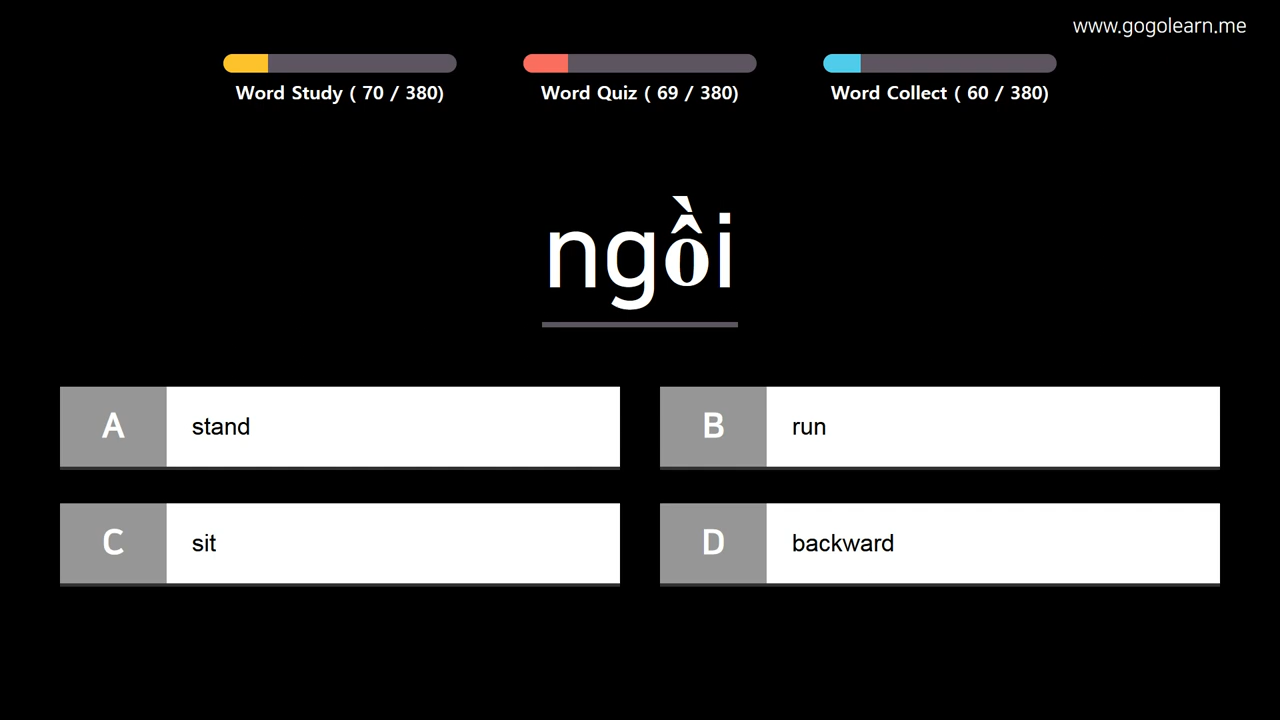 www.gogolearn.me
Word Study ( 70 / 380)
Word Quiz ( 69 / 380)
Word Collect ( 60 / 380)
ngồi
A stand
B run
C sit
D backward